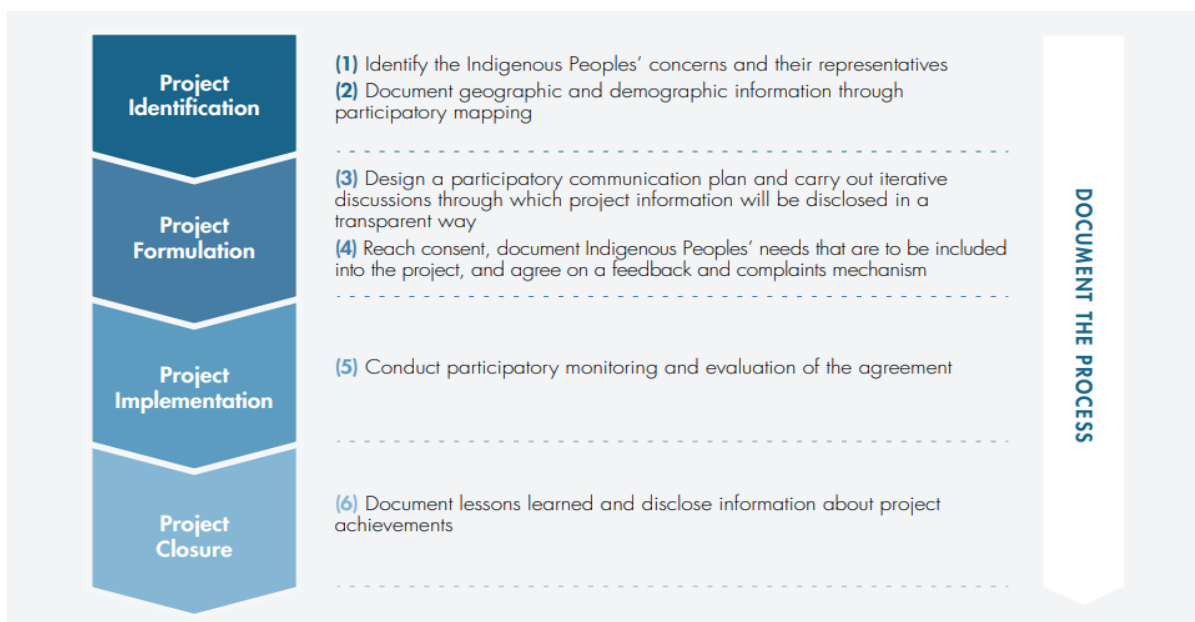 Project
Identification
(1) Identify the Indigenous Peoples’ concerns and their representatives
(2) Document geographic and demographic information through
participatory mapping
Project
Formulation
(3) Design a participatory communication plan and carry out iterative
discussions through which project information will be disclosed in a
transparent way
(4) Reach consent, document Indigenous Peoples’ needs that are to be included
into the project, and agree on a feedback and complaints mechanism
Project
Implementation
(5) Conduct participatory monitoring and evaluation of the agreement
Project
Closure
(6) Document lessons learned and disclose information about project
achievements
DOCUMENT THE PROCESS